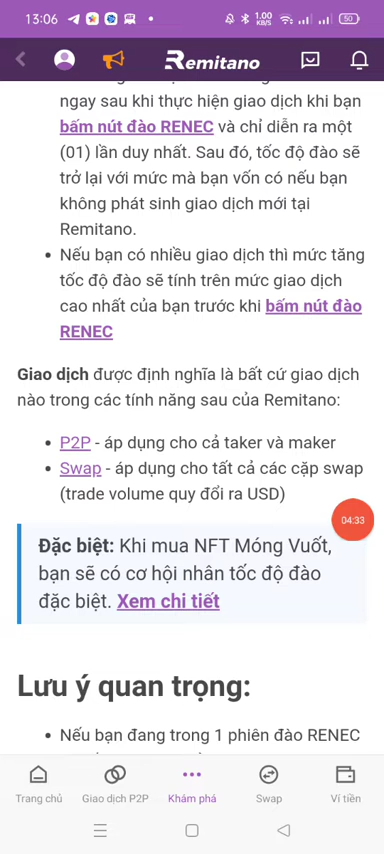 13:06
1.00
KB/S
50
Remitano
ngay sau khi thực hiện giao dịch khi bạn
bấm nút đào RENEC và chỉ diễn ra một
(01) lần duy nhất. Sau đó, tốc độ đào sẽ
trở lại với mức mà bạn vốn có nếu bạn
không phát sinh giao dịch mới tại
Remitano.
• Nếu bạn có nhiều giao dịch thì mức tăng
tốc độ đào sẽ tính trên mức giao dịch
cao nhất của bạn trước khi bấm nút đào
RENEC
Giao dịch được định nghĩa là bất cứ giao dịch
nào trong các tính năng sau của Remitano:
• P2P - áp dụng cho cả taker và maker
• Swap - áp dụng cho tất cả các cặp swap
(trade volume quy đổi ra USD)
04:33
Đặc biệt: Khi mua NFT Móng Vuốt,
bạn sẽ có cơ hội nhân tốc độ đào
đặc biệt. Xem chi tiết
Lưu ý quan trọng:
• Nếu bạn đang trong 1 phiên đào RENEC
Trang chủ
Giao dịch P2P
Khám phá
Swap
Ví tiền